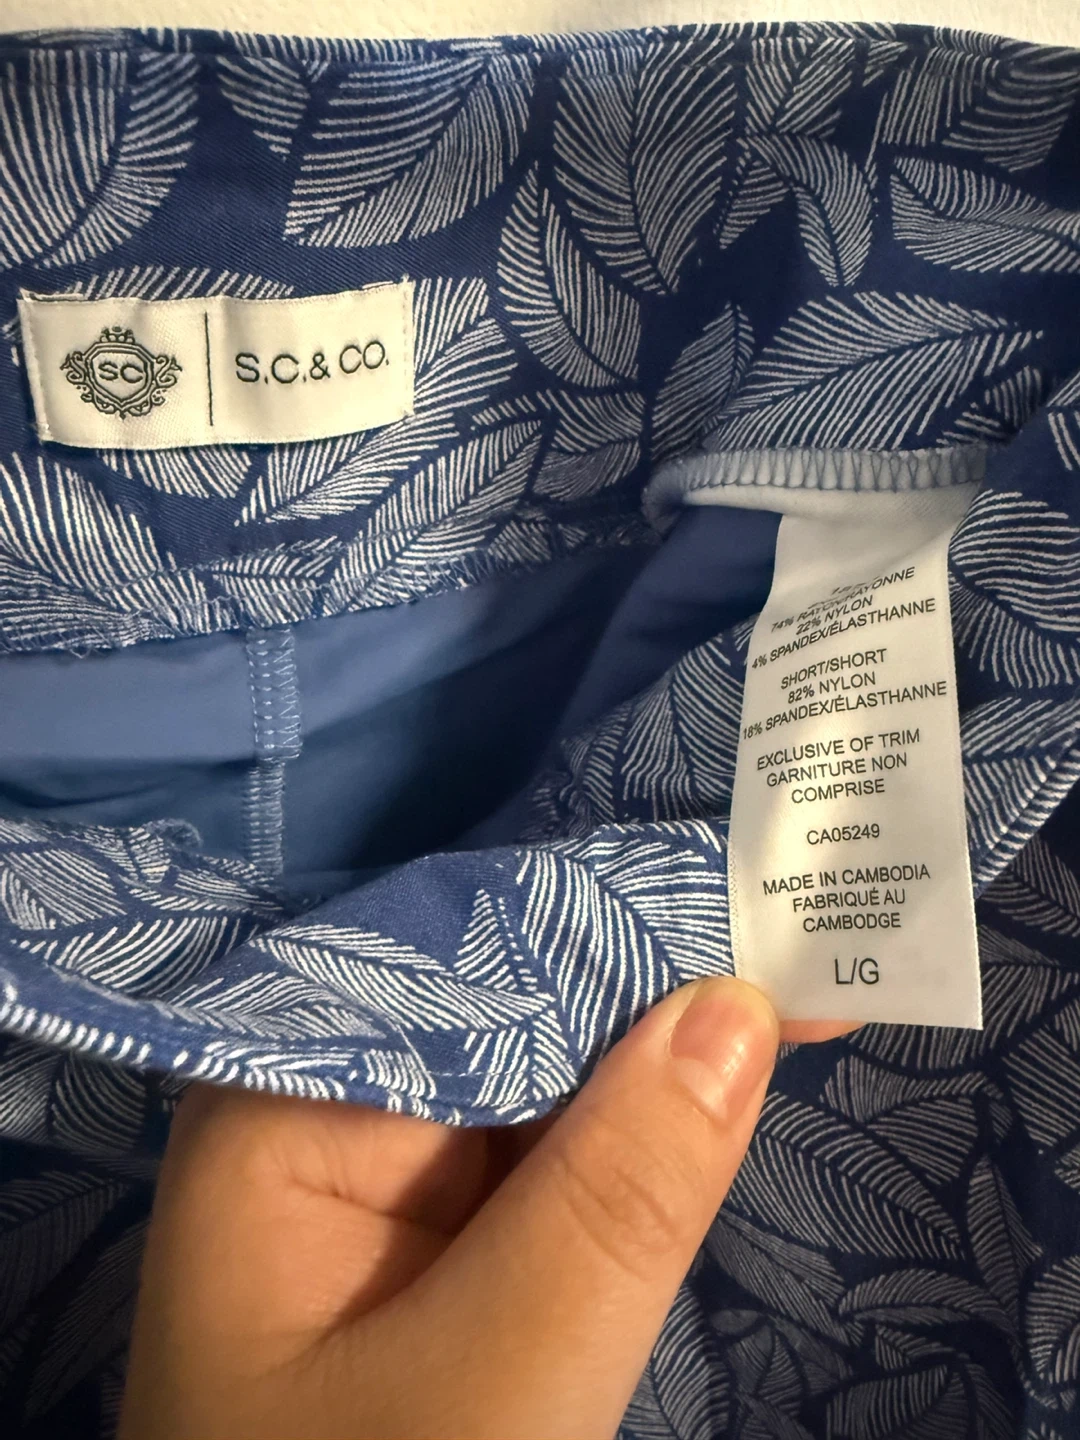 SC
S.C.& CO.
74% RAYON/RAYONNE
22% NYLON
4% SPANDEX/ÉLASTHANNE
SHORT/SHORT
82% NYLON
18% SPANDEX/ÉLASTHANNE
EXCLUSIVE OF TRIM
GARNITURE NON
COMPRISE
CA05249
MADE IN CAMBODIA
FABRIQUÉ AU
CAMBODGE
L/G